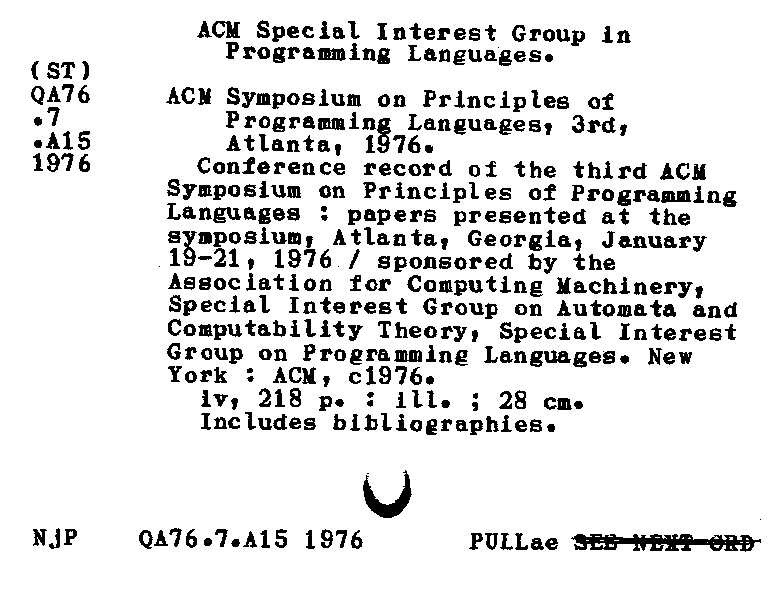 ACM Special Interest Group in
Programming Languages.
(ST)
QA76
.7
.A15
1976
ACM Symposium on Principles of
Programming Languages, 3rd,
Atlanta, 1976.
Conference record of the third ACM
Symposium on Principles of Programming
Languages : papers presented at the
symposium, Atlanta, Georgia, January
19-21, 1976 / sponsored by the
Association for Computing Machinery,
Special Interest Group on Automata and
Computability Theory, Special Interest
Group on Programming Languages. New
York : ACM, c1976.
iv, 218 p. : ill. ; 28 cm.
Includes bibliographies.
NjP QA76.7.A15 1976 PULLae SEE NEXT CRD